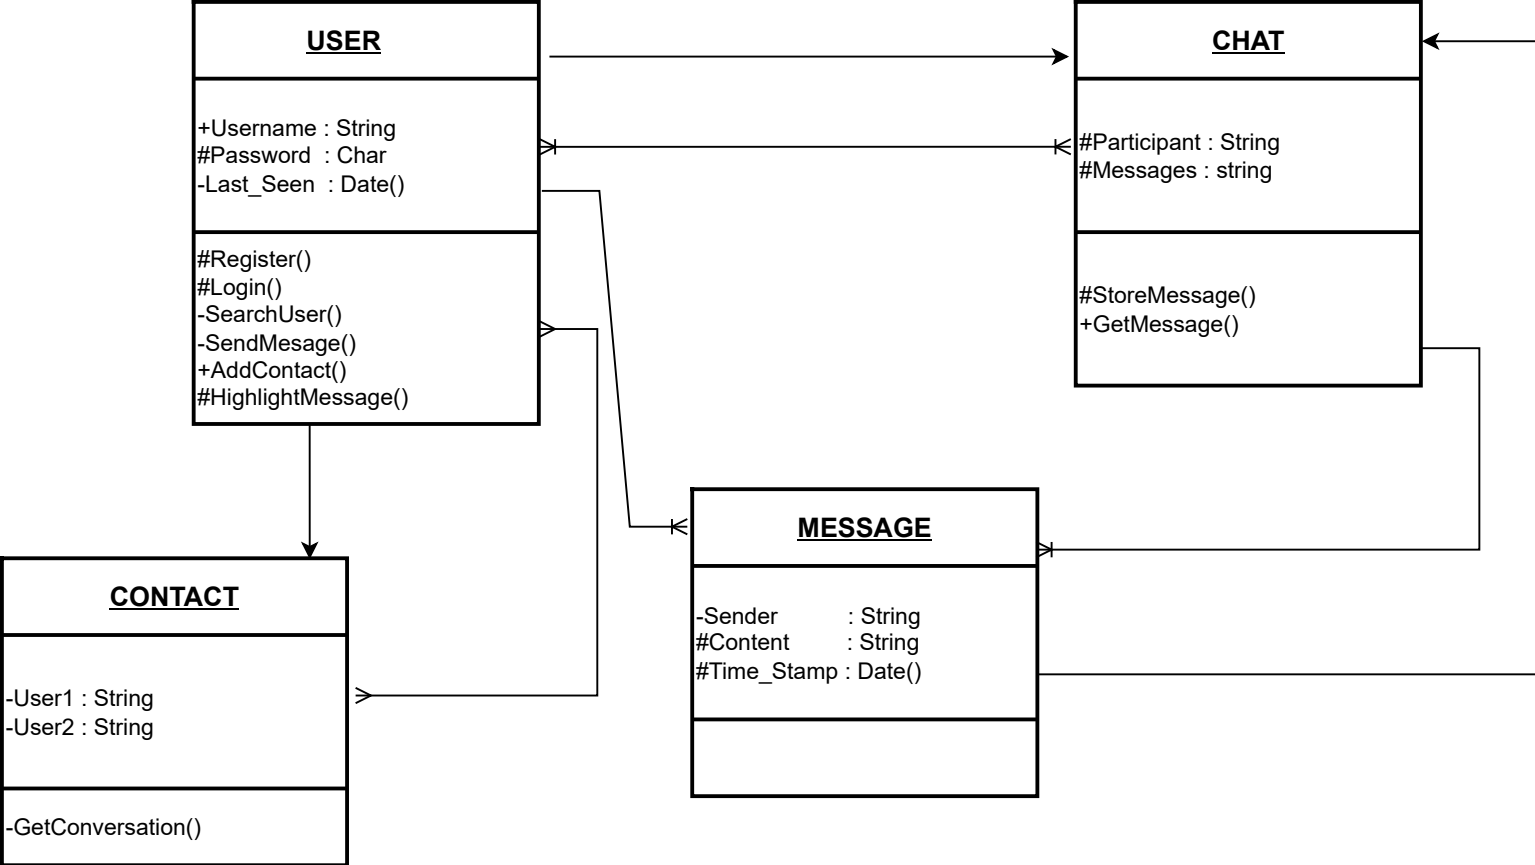 USER
+Username : String
#Password : Char
-Last_Seen : Date()
#Register()
#Login()
-SearchUser()
-SendMesage()
+AddContact()
#HighlightMessage()
CHAT
#Participant : String
#Messages : string
#StoreMessage()
+GetMessage()
CONTACT
-User1 : String
-User2 : String
-GetConversation()
MESSAGE
-Sender : String
#Content : String
#Time_Stamp : Date()